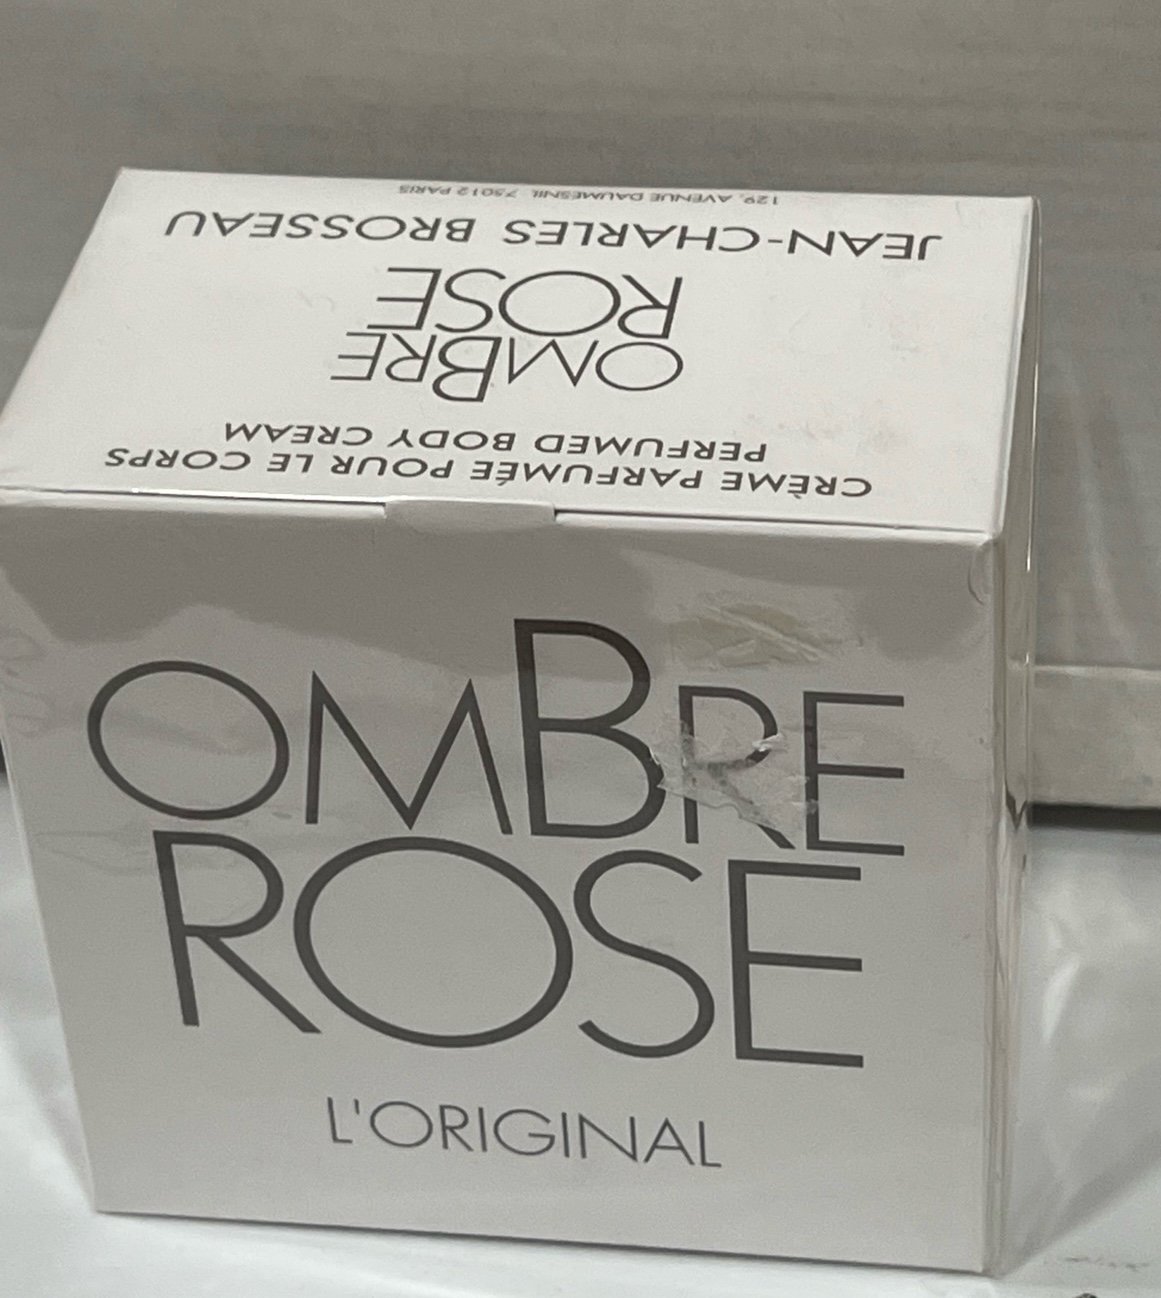 129, AVENUE DAUMESNIL 75012 PARIS
JEAN-CHARLES BROSSEAU
OMBRE
ROSE
CRÈME PARFUMÉE POUR LE CORPS
PERFUMED BODY CREAM
OMBRE
ROSE
L'ORIGINAL